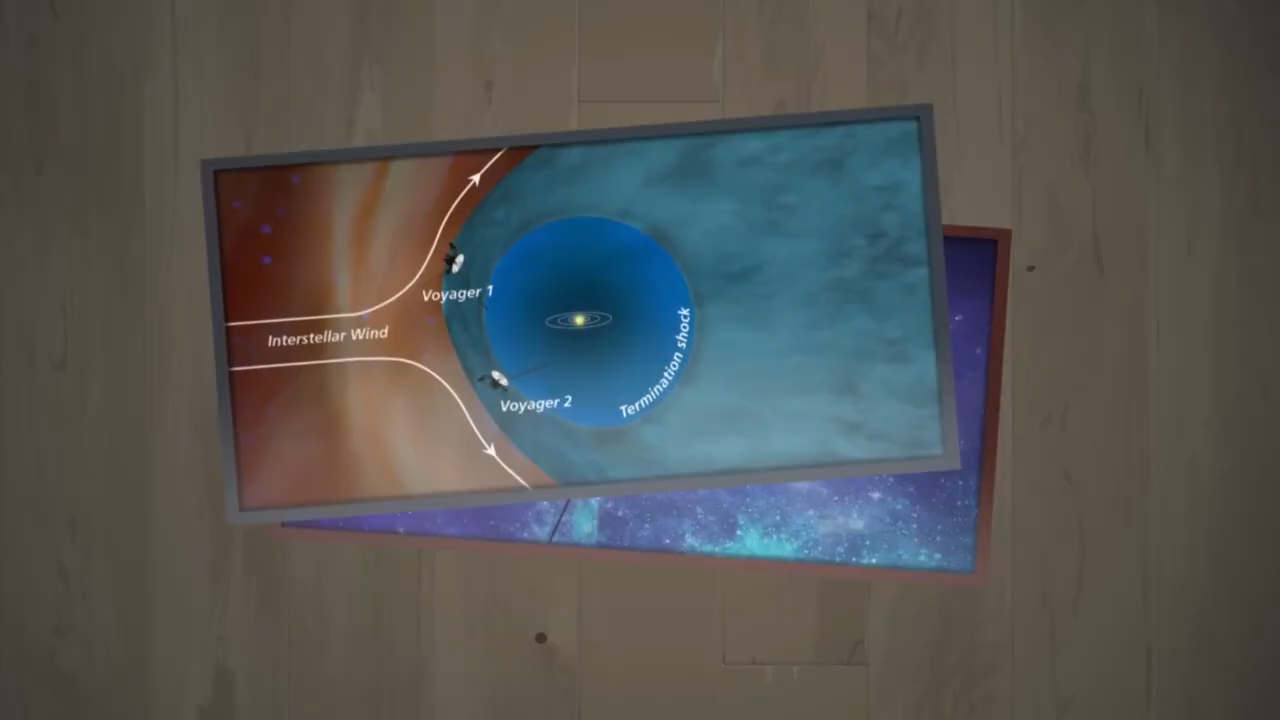 Voyager 1
Interstellar Wind
Termination shock
Voyager 2